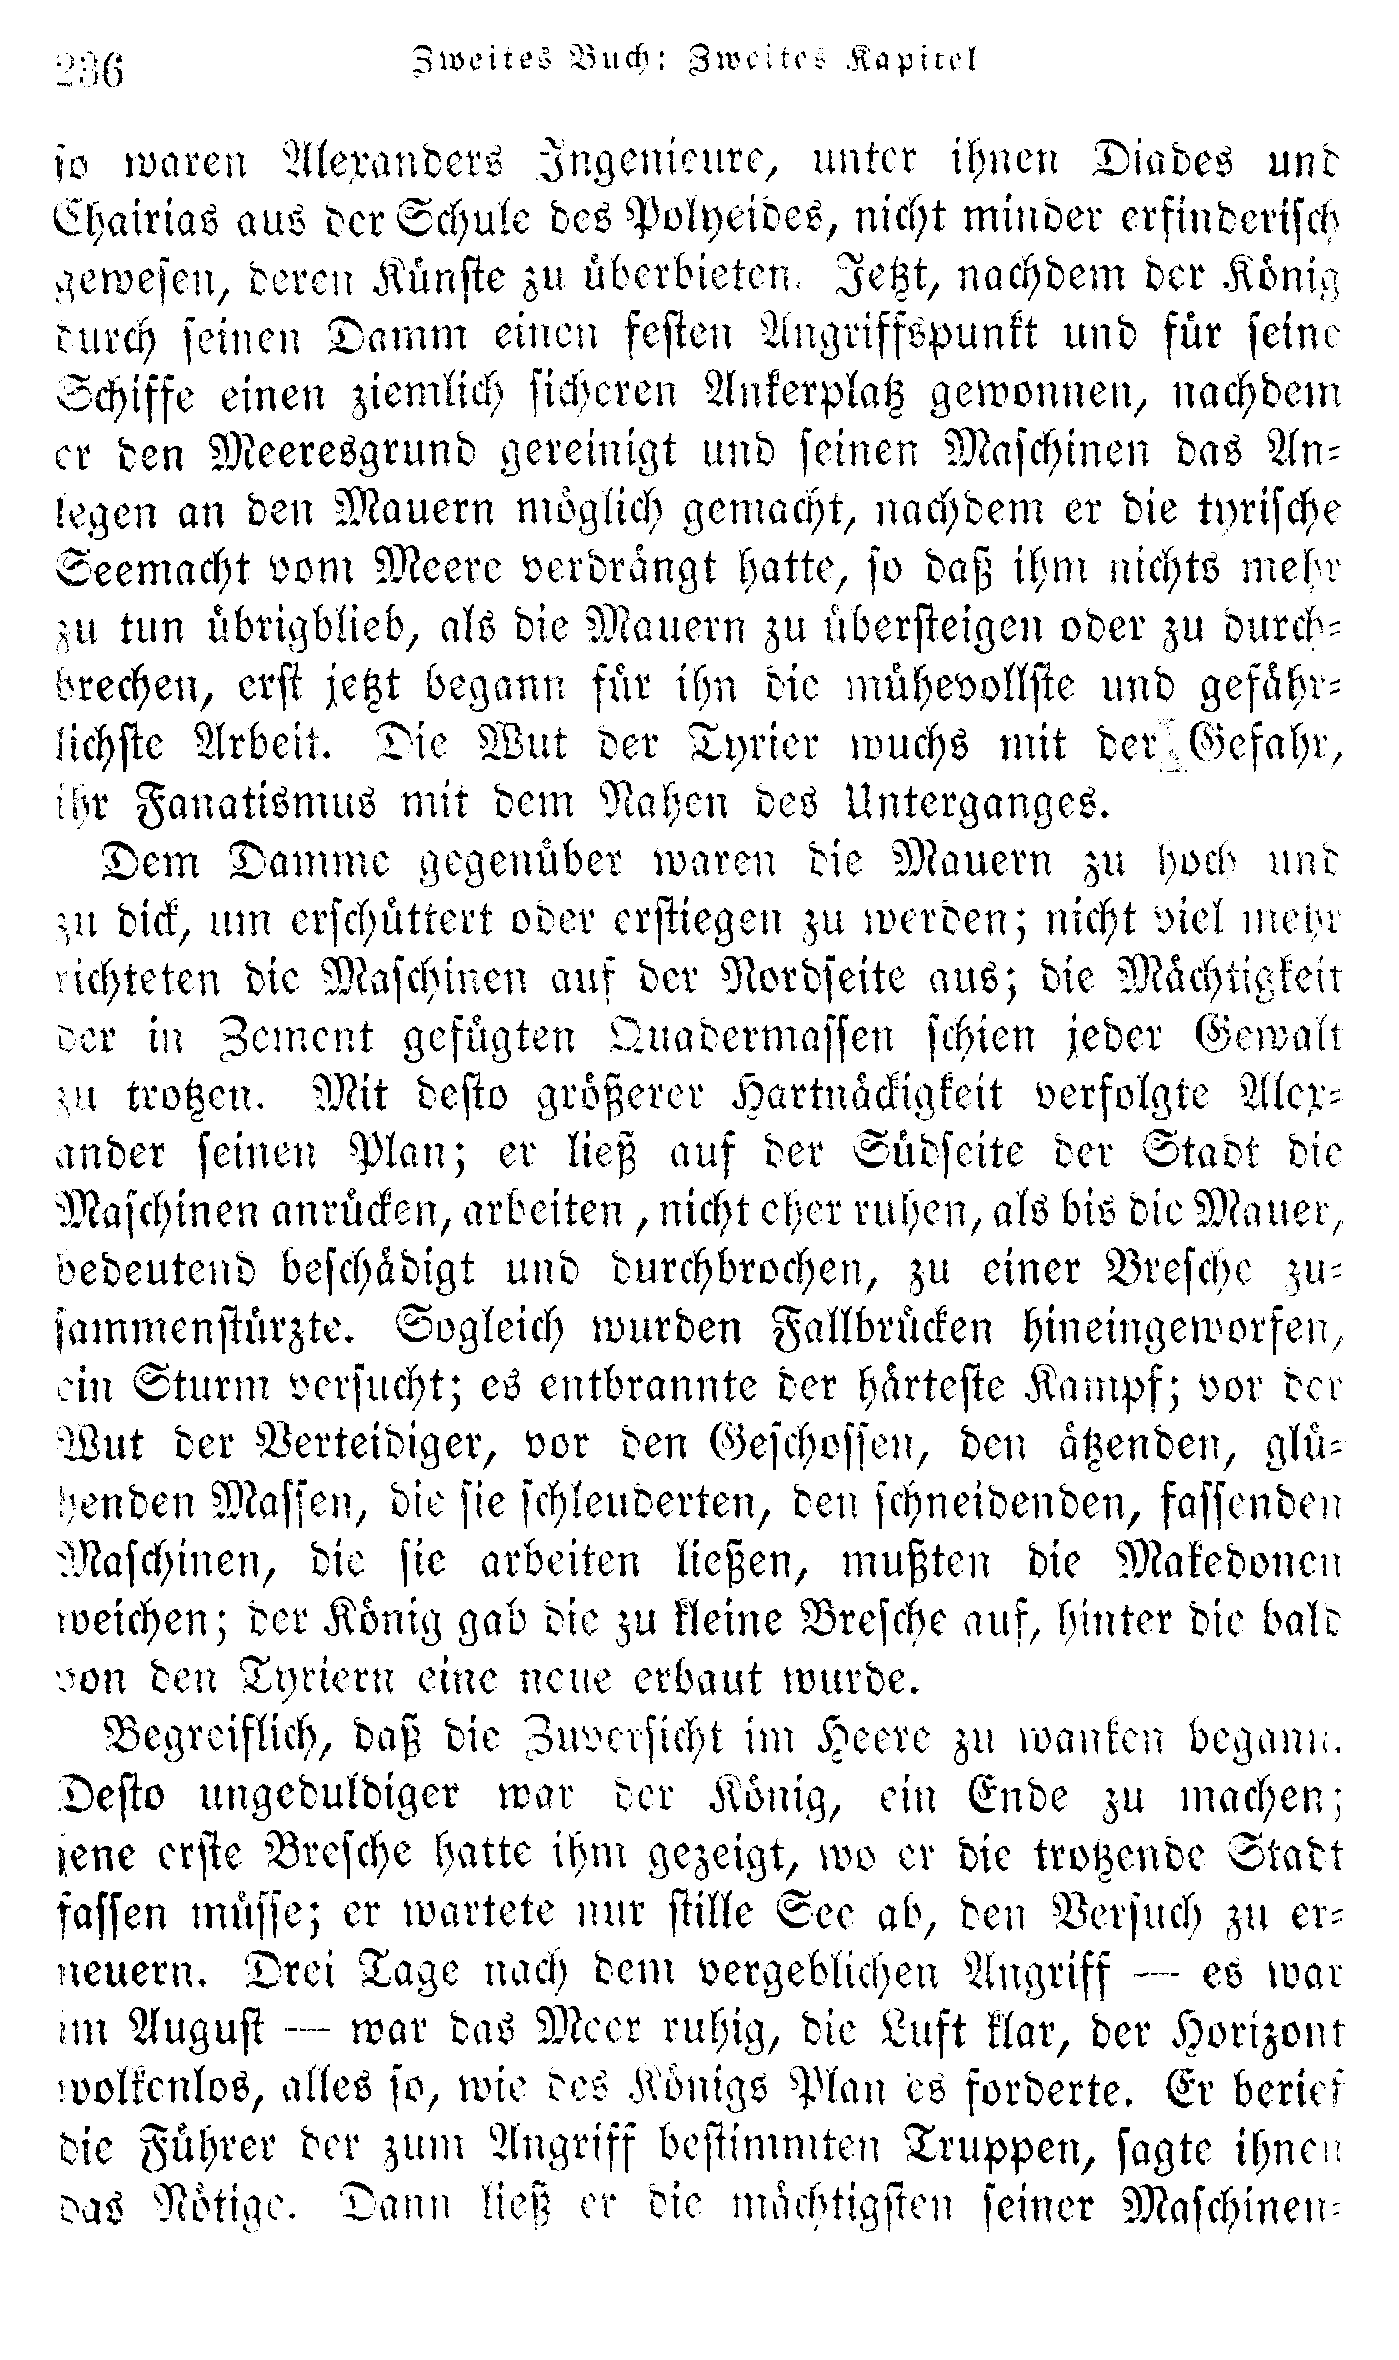 236 Zweites Buch: Zweites Kapitel
so waren Alexanders Ingenieure, unter ihnen Diades und
Chairias aus der Schule des Polyeides, nicht minder erfinderisch
gewesen, deren Künste zu überbieten. Jetzt, nachdem der König
durch seinen Damm einen festen Angriffspunkt und für seine
Schiffe einen ziemlich sicheren Ankerplatz gewonnen, nachdem
er den Meeresgrund gereinigt und seinen Maschinen das An-
legen an den Mauern möglich gemacht, nachdem er die tyrische
Seemacht vom Meere verdrängt hatte, so daß ihm nichts mehr
zu tun übrigblieb, als die Mauern zu übersteigen oder zu durch-
brechen, erst jetzt begann für ihn die mühevollste und gefähr-
lichste Arbeit. Die Wut der Tyrier wuchs mit der Gefahr,
ihr Fanatismus mit dem Nahen des Unterganges.
Dem Damme gegenüber waren die Mauern zu hoch und
zu dick, um erschüttert oder erstiegen zu werden; nicht viel mehr
richteten die Maschinen auf der Nordseite aus; die Mächtigkeit
der in Zement gefügten Quadermassen schien jeder Gewalt
zu trotzen. Mit desto größerer Hartnäckigkeit verfolgte Alex-
ander seinen Plan; er ließ auf der Südseite der Stadt die
Maschinen anrücken, arbeiten , nicht eher ruhen, als bis die Mauer,
bedeutend beschädigt und durchbrochen, zu einer Bresche zu-
sammenstürzte. Sogleich wurden Fallbrücken hineingeworfen,
ein Sturm versucht; es entbrannte der härteste Kampf; vor der
Wut der Verteidiger, vor den Geschossen, den ätzenden, glü-
henden Massen, die sie schleuderten, den schneidenden, fassenden
Maschinen, die sie arbeiten ließen, mußten die Makedonen
weichen; der König gab die zu kleine Bresche auf, hinter die bald
von den Tyriern eine neue erbaut wurde.
Begreiflich, daß die Zuversicht im Heere zu wanken begann.
Desto ungeduldiger war der König, ein Ende zu machen;
jene erste Bresche hatte ihm gezeigt, wo er die trotzende Stadt
fassen müsse; er wartete nur stille See ab, den Versuch zu er-
neuern. Drei Tage nach dem vergeblichen Angriff — es war
im August — war das Meer ruhig, die Luft klar, der Horizont
wolkenlos, alles so, wie des Königs Plan es forderte. Er berief
die Führer der zum Angriff bestimmten Truppen, sagte ihnen
das Nötige. Dann ließ er die mächtigsten seiner Maschinen-